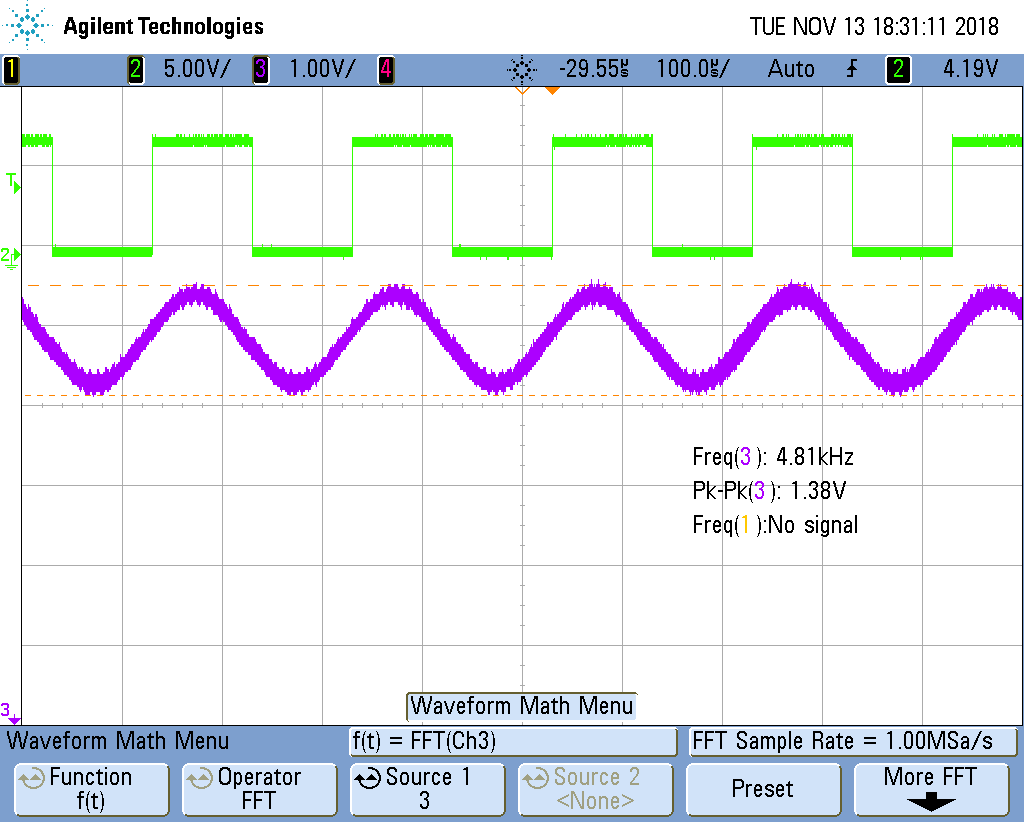 Agilent Technologies TUE NOV 13 18:31:11 2018
1 2 5.00V/ 3 1.00V/ 4 -29.55µs 100.0µs/ Auto 2 4.19V
T
2
Freq(3): 4.81kHz
Pk-Pk(3): 1.38V
Freq(1):No signal
3
Waveform Math Menu
Waveform Math Menu f(t) = FFT(Ch3) FFT Sample Rate = 1.00MSa/s
Function Operator Source 1 Source 2 Preset More FFT
f(t) FFT 3 <None>